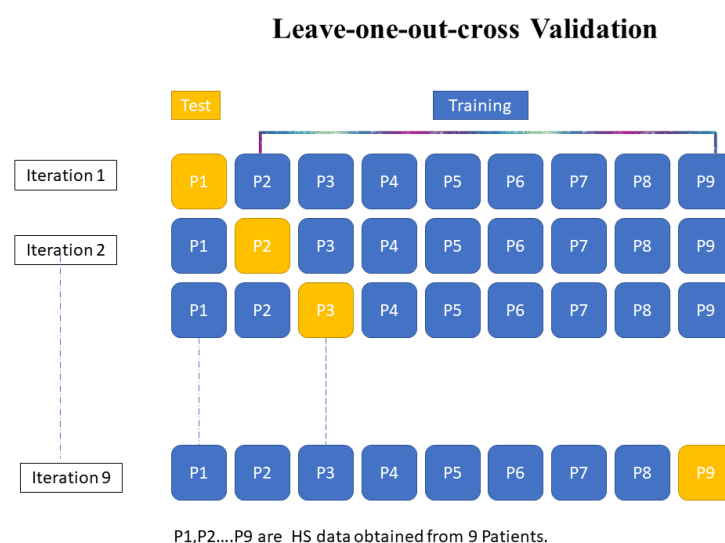 Leave-one-out-cross Validation
Test Training
Iteration 1 P1 P2 P3 P4 P5 P6 P7 P8 P9
Iteration 2 P1 P2 P3 P4 P5 P6 P7 P8 P9
P1 P2 P3 P4 P5 P6 P7 P8 P9
Iteration 9 P1 P2 P3 P4 P5 P6 P7 P8 P9
P1,P2....P9 are HS data obtained from 9 Patients.